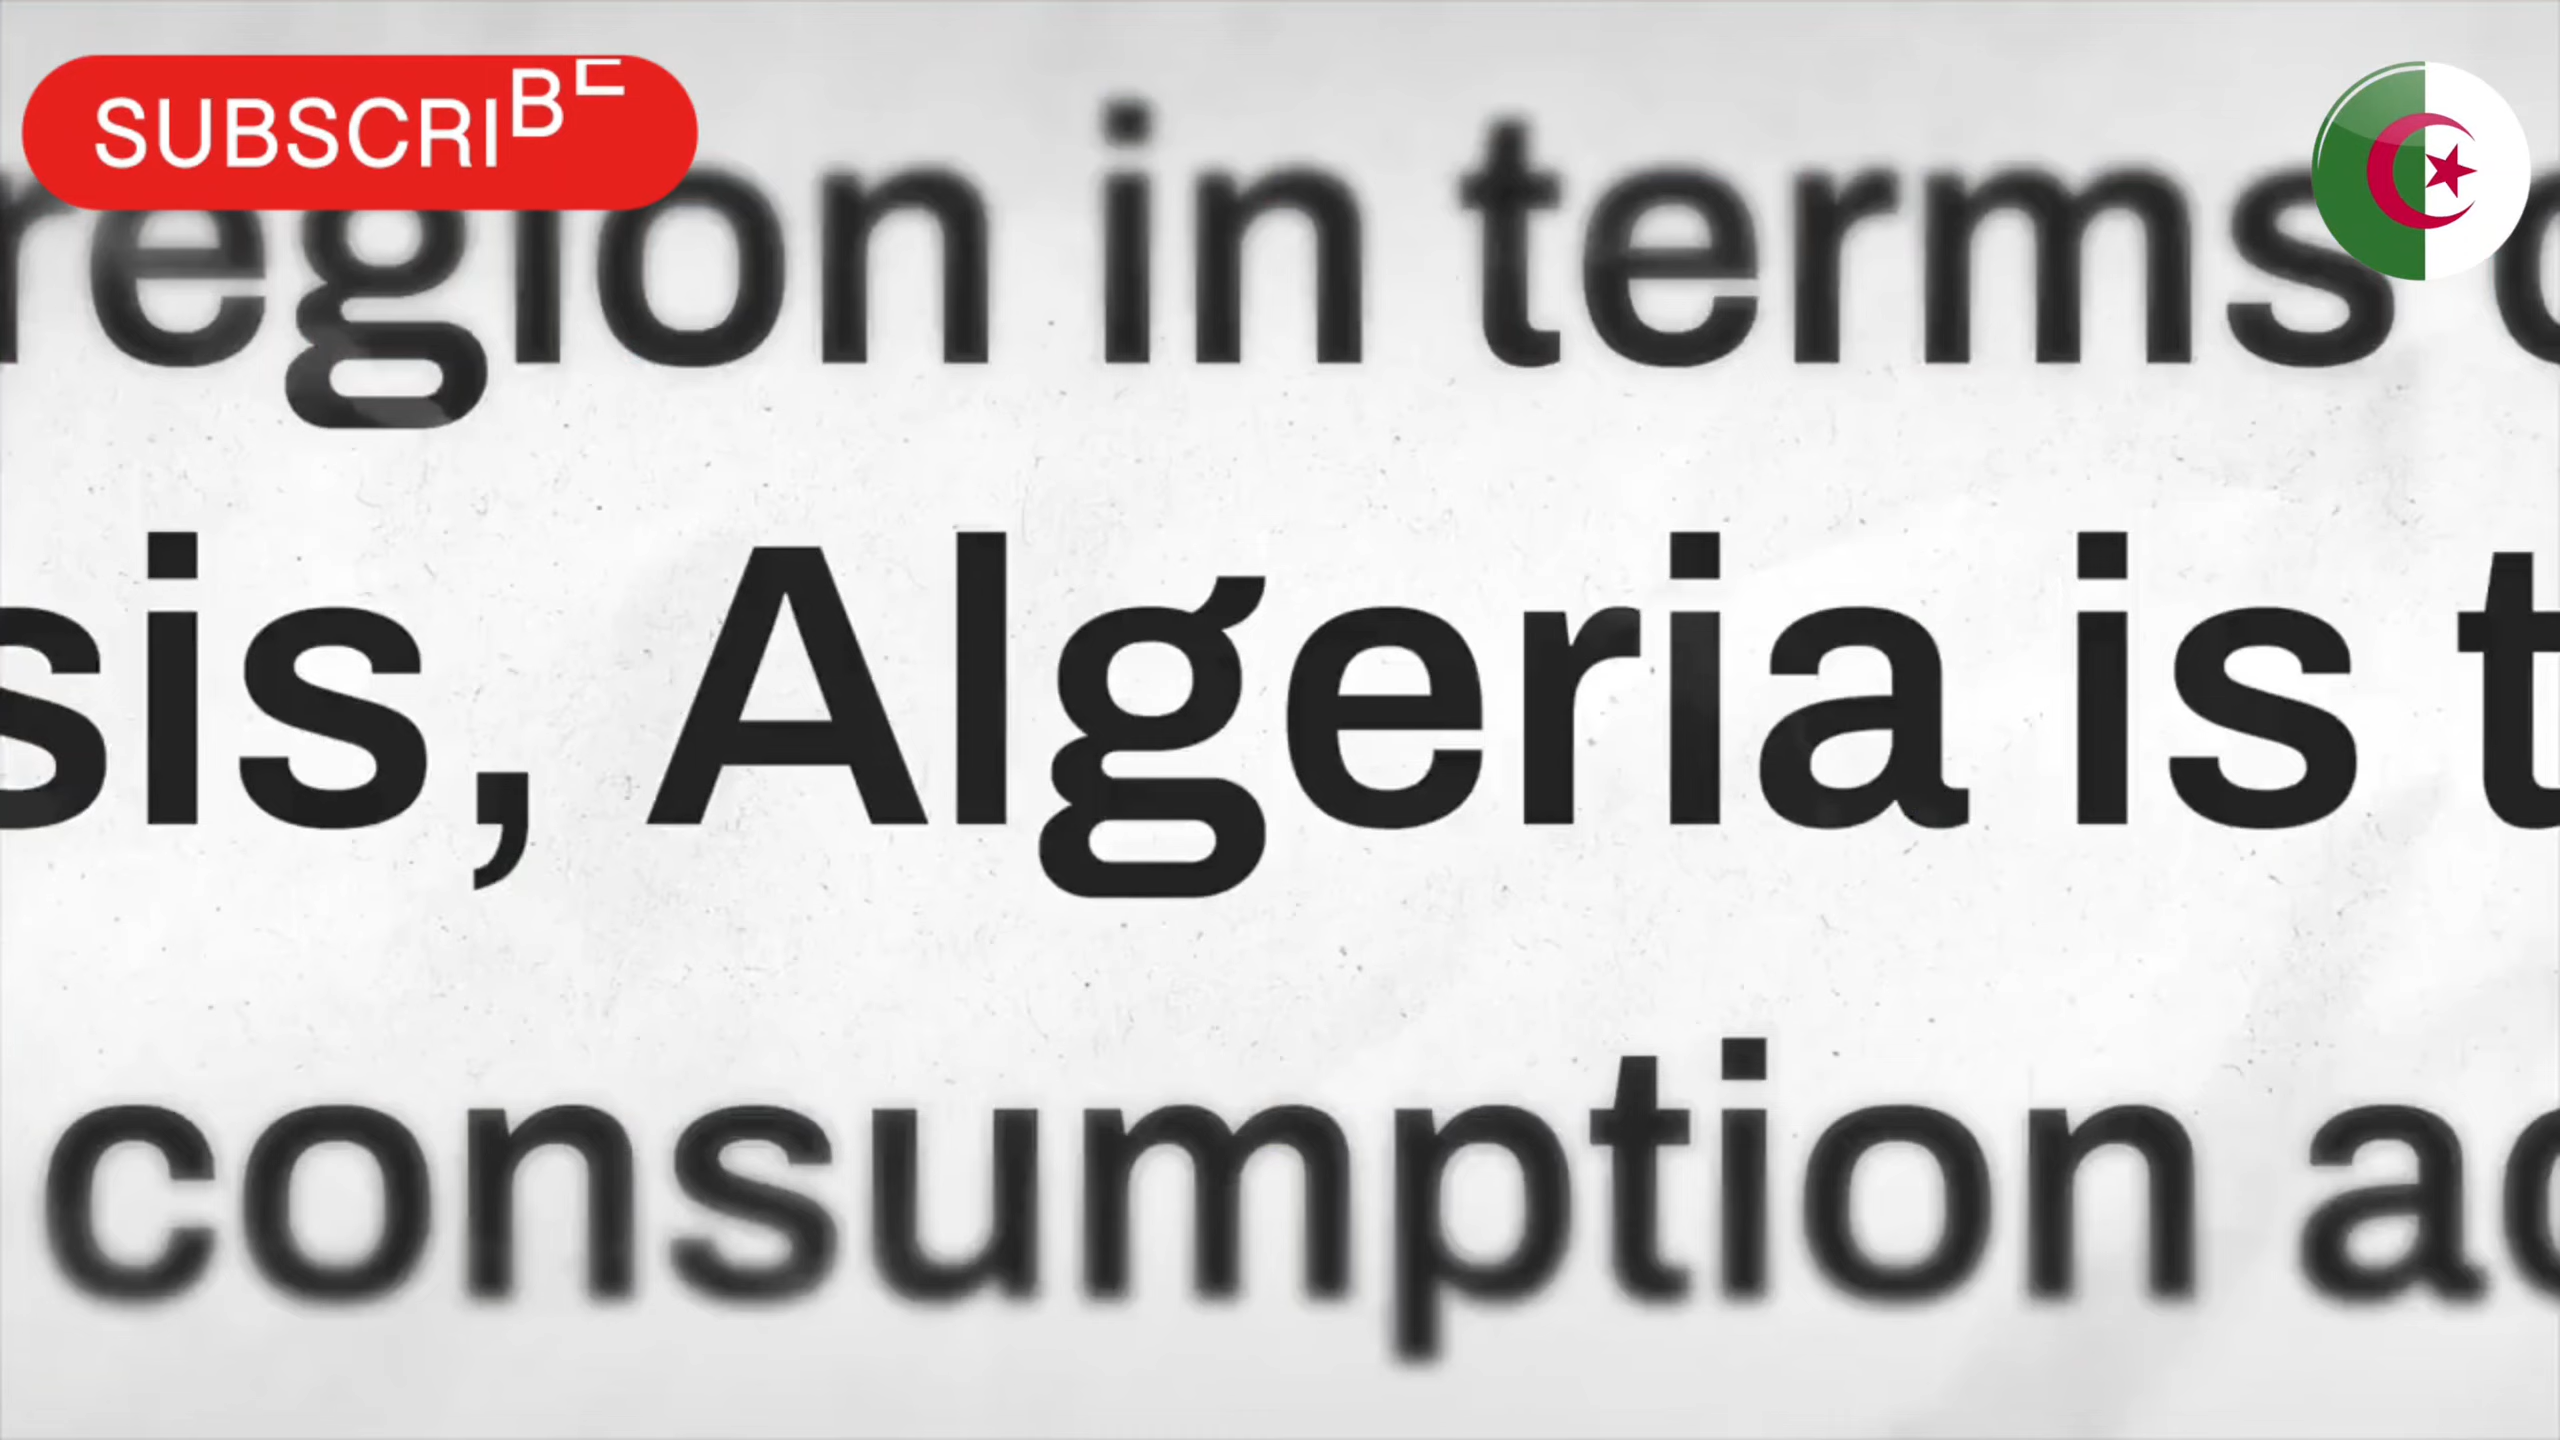 SUBSCRIBE
region in terms
sis, Algeria is t
consumption